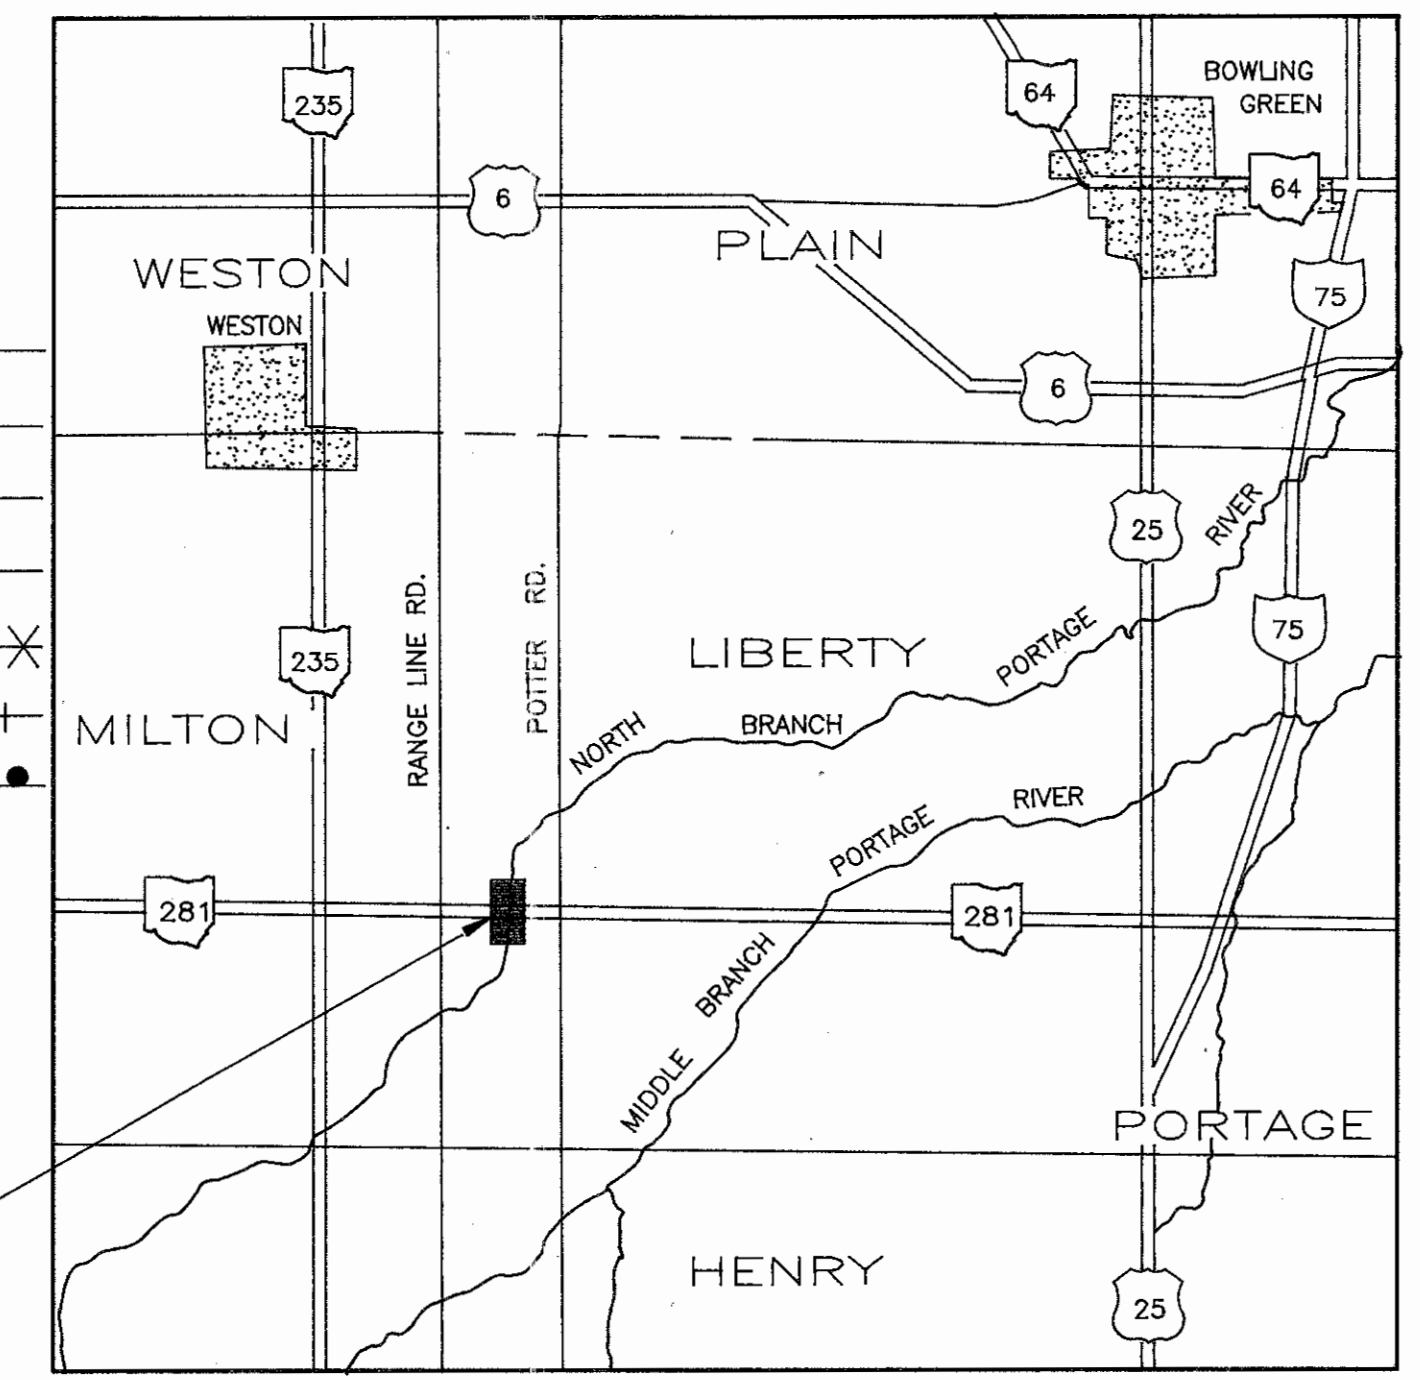 BOWLING
GREEN
64
235
64
6
PLAIN
WESTON
75
WESTON
6
25
RIVER
RANGE LINE RD.
POTTER RD.
PORTAGE
75
235
LIBERTY
MILTON
NORTH
BRANCH
RIVER
PORTAGE
281
281
BRANCH
MIDDLE
PORTAGE
HENRY
25